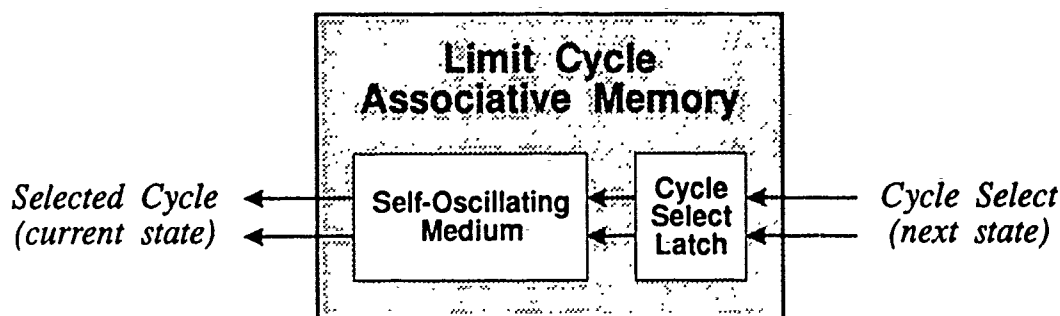 Limit Cycle
Associative Memory
Selected Cycle
(current state)
Self-Oscillating
Medium
Cycle
Select
Latch
Cycle Select
(next state)